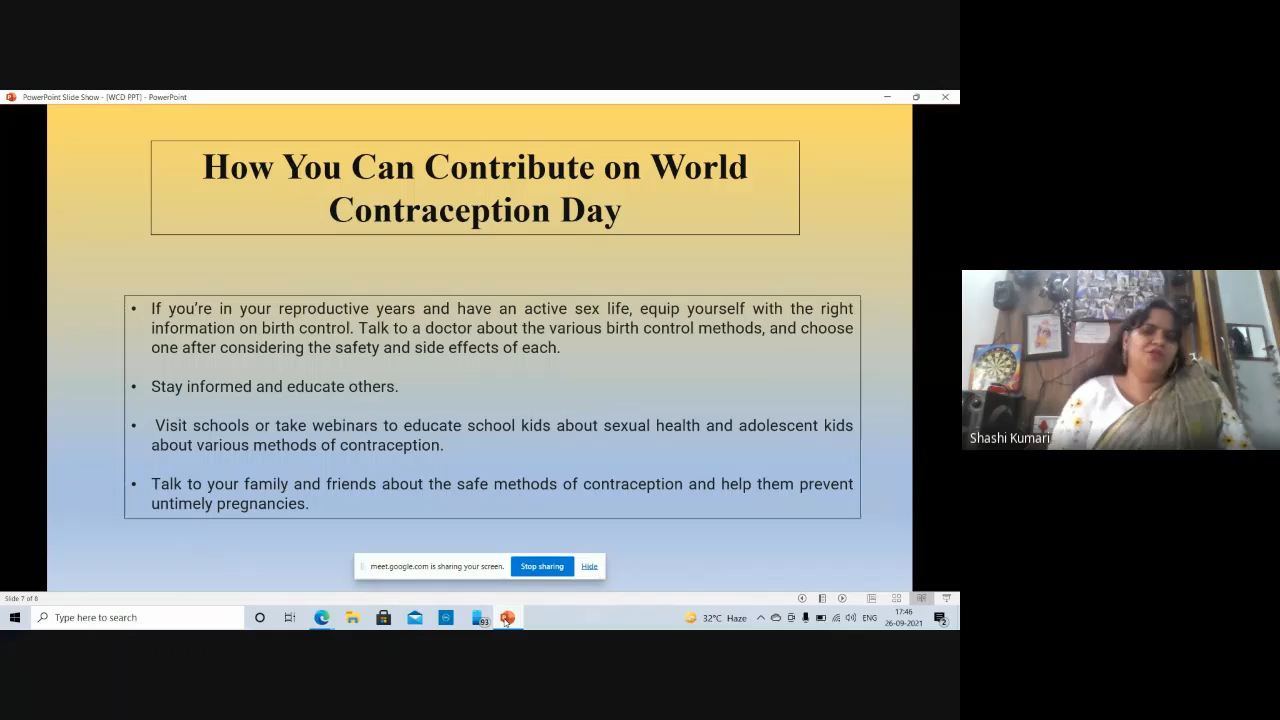 PowerPoint Slide Show - [WCD PPT] - PowerPoint
How You Can Contribute on World
Contraception Day
• If you're in your reproductive years and have an active sex life, equip yourself with the right
information on birth control. Talk to a doctor about the various birth control methods, and choose
one after considering the safety and side effects of each.
• Stay informed and educate others.
• Visit schools or take webinars to educate school kids about sexual health and adolescent kids
about various methods of contraception.
• Talk to your family and friends about the safe methods of contraception and help them prevent
untimely pregnancies.
meet.google.com is sharing your screen. Stop sharing Hide
Shashi Kumari
Slide 7 of 8
Type here to search
93
32°C Haze
ENG
17:46
26-09-2021
2